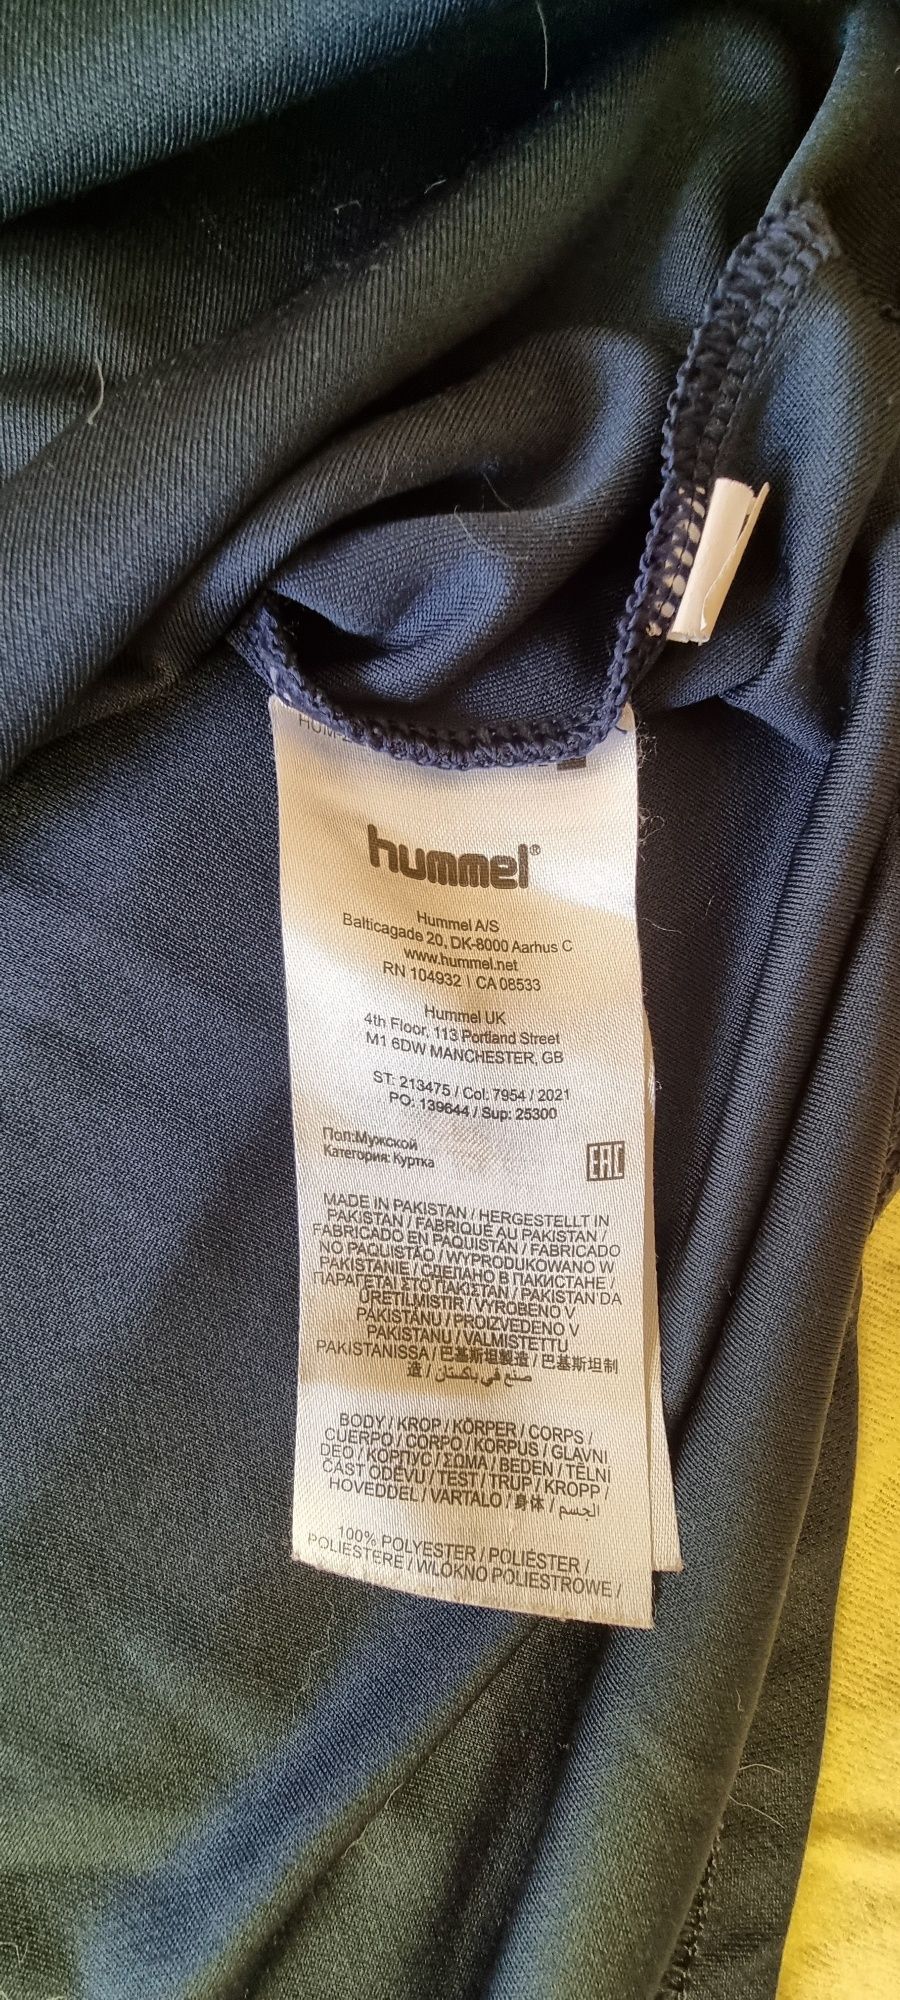 hummel®
Hummel A/S
Balticagade 20, DK-8000 Aarhus C
www.hummel.net
RN 104932 | CA 08533
Hummel UK
4th Floor, 113 Portland Street
M1 6DW MANCHESTER, GB
ST: 213475 / Col: 7954 / 2021
PO: 139644 / Sup: 25300
Пол:Мужской
Категория: Куртка
EAC
MADE IN PAKISTAN / HERGESTELLT IN
PAKISTAN / FABRIQUÉ AU PAKISTAN /
FABRICADO EN PAQUISTÁN / FABRICADO
NO PAQUISTÃO / WYPRODUKOWANO W
PAKISTANIE / СДЕЛАНО В ПАКИСТАНЕ /
ΠΑΡΑΓΕΤΑΙ ΣΤΟ ΠΑΚΙΣΤΑΝ / PAKISTAN'DA
ÜRETİLMİŞTİR / VYROBENO V
PÁKISTÁNU / PROIZVEDENO V
PAKISTANU / VALMISTETTU
PAKISTANISSA / 巴基斯坦製造 / 巴基斯坦制
造 / صنع في باكستان
BODY / KROP / KÖRPER / CORPS /
CUERPO / CORPO / KORPUS / GLAVNI
DEO / КОРПУС / ΣΩΜΑ / BEDEN / TĚLNÍ
ČÁST ODĚVU / TEST / TRUP / KROPP /
HOVEDDEL / VARTALO / 身体 / الجسم
100% POLYESTER / POLIÉSTER /
POLIESTERE / WŁÓKNO POLIESTROWE /